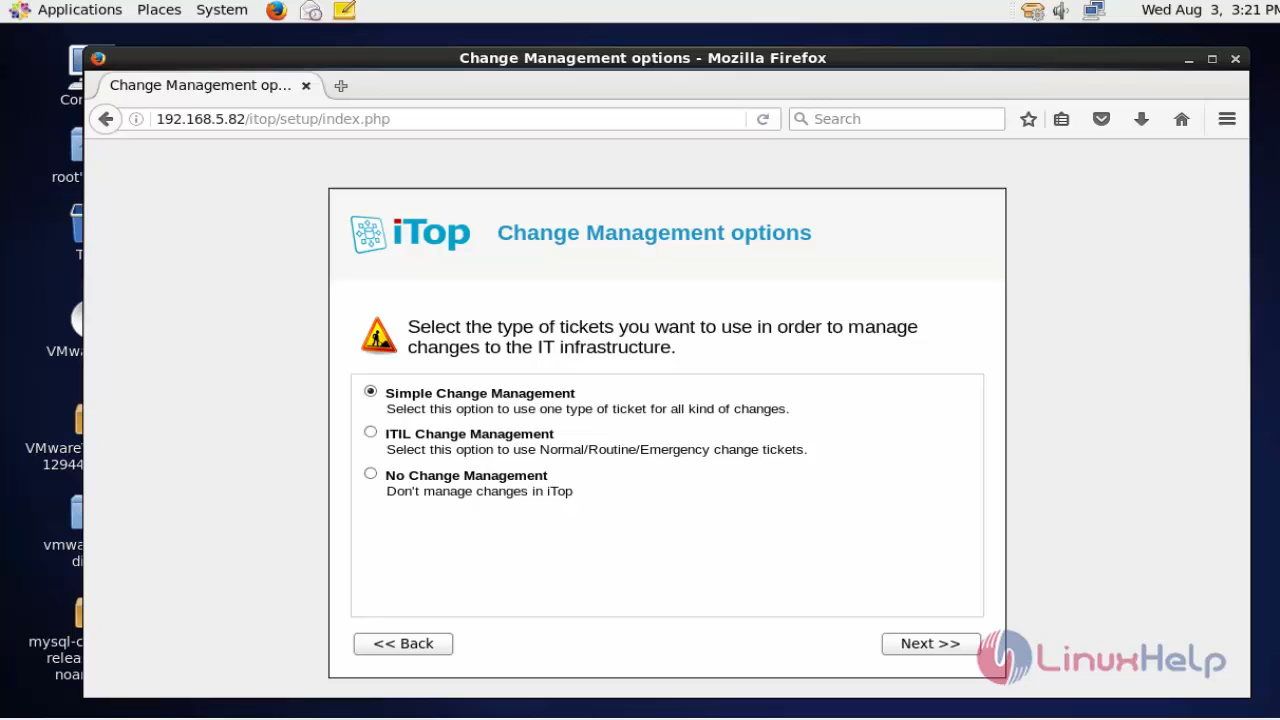 Applications Places System Wed Aug 3, 3:21 PM
Change Management options - Mozilla Firefox
Change Management op...
192.168.5.82/itop/setup/index.php Search
root'
VMwa
VMware
12944
vmwa
mysql-c
relea
noa
iTop Change Management options
Select the type of tickets you want to use in order to manage
changes to the IT infrastructure.
Simple Change Management
Select this option to use one type of ticket for all kind of changes.
ITIL Change Management
Select this option to use Normal/Routine/Emergency change tickets.
No Change Management
Don't manage changes in iTop
<< Back Next >>
LinuxHelp